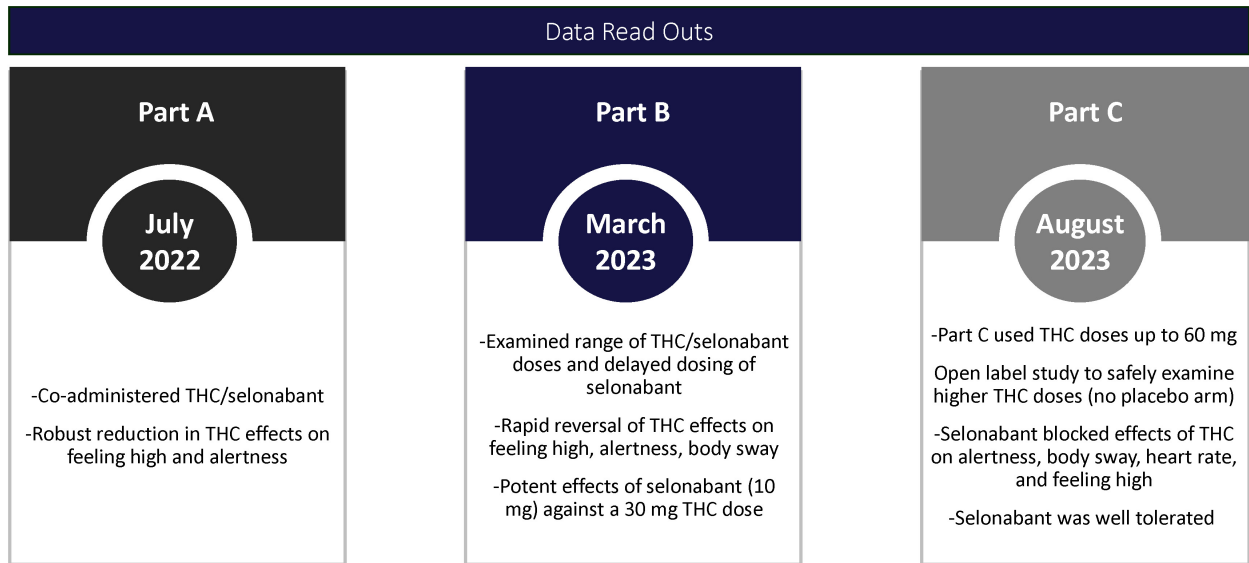 Data Read Outs
Part A
July
2022
-Co-administered THC/selonabant
-Robust reduction in THC effects on
feeling high and alertness
Part B
March
2023
-Examined range of THC/selonabant
doses and delayed dosing of
selonabant
-Rapid reversal of THC effects on
feeling high, alertness, body sway
-Potent effects of selonabant (10
mg) against a 30 mg THC dose
Part C
August
2023
-Part C used THC doses up to 60 mg
Open label study to safely examine
higher THC doses (no placebo arm)
-Selonabant blocked effects of THC
on alertness, body sway, heart rate,
and feeling high
-Selonabant was well tolerated